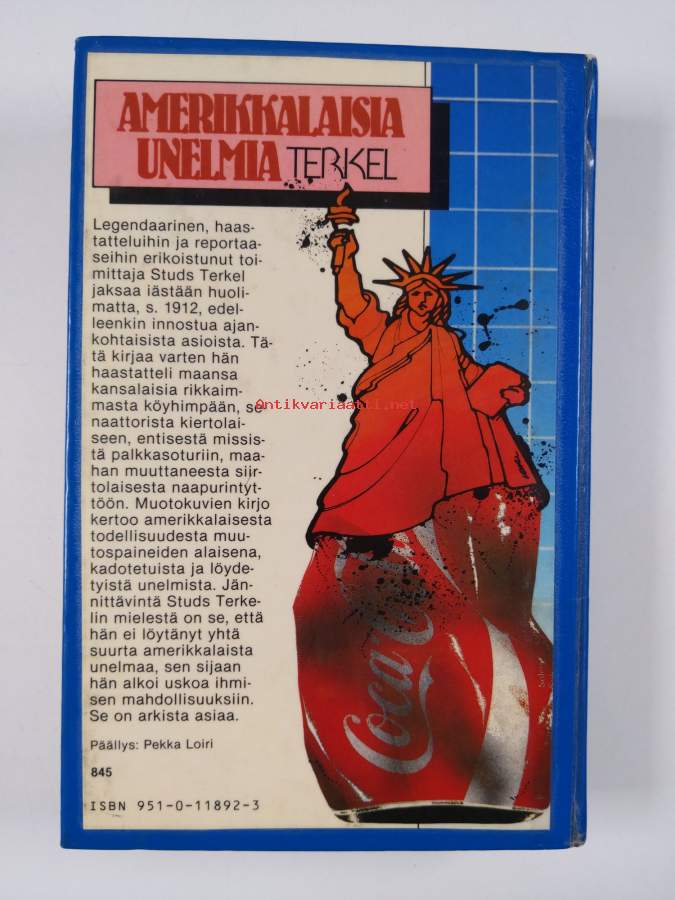 AMERIKKALAISIA
UNELMIA TERKEL
Legendaarinen, haas-
tatteluihin ja reportaa-
seihin erikoistunut toi-
mittaja Studs Terkel
jaksaa iästään huoli-
matta, s. 1912, edel-
leenkin innostua ajan-
kohtaisista asioista. Tä-
tä kirjaa varten hän
haastatteli maansa
kansalaisia rikkaim-
masta köyhimpään, se-
naattorista kiertolai-
seen, entisestä missis-
tä palkkasoturiin, maa-
han muuttaneesta siir-
tolaisesta naapurintyt-
töön. Muotokuvien kirjo
kertoo amerikkalaisesta
todellisuudesta muu-
tospaineiden alaisena,
kadotetuista ja löyde-
tyistä unelmista. Jän-
nittävintä Studs Terke-
lin mielestä on se, että
hän ei löytänyt yhtä
suurta amerikkalaista
unelmaa, sen sijaan
hän alkoi uskoa ihmi-
sen mahdollisuuksiin.
Se on arkista asiaa.
Päällys: Pekka Loiri
845
ISBN 951-0-11892-3
Antikvariaatti.net
Coca